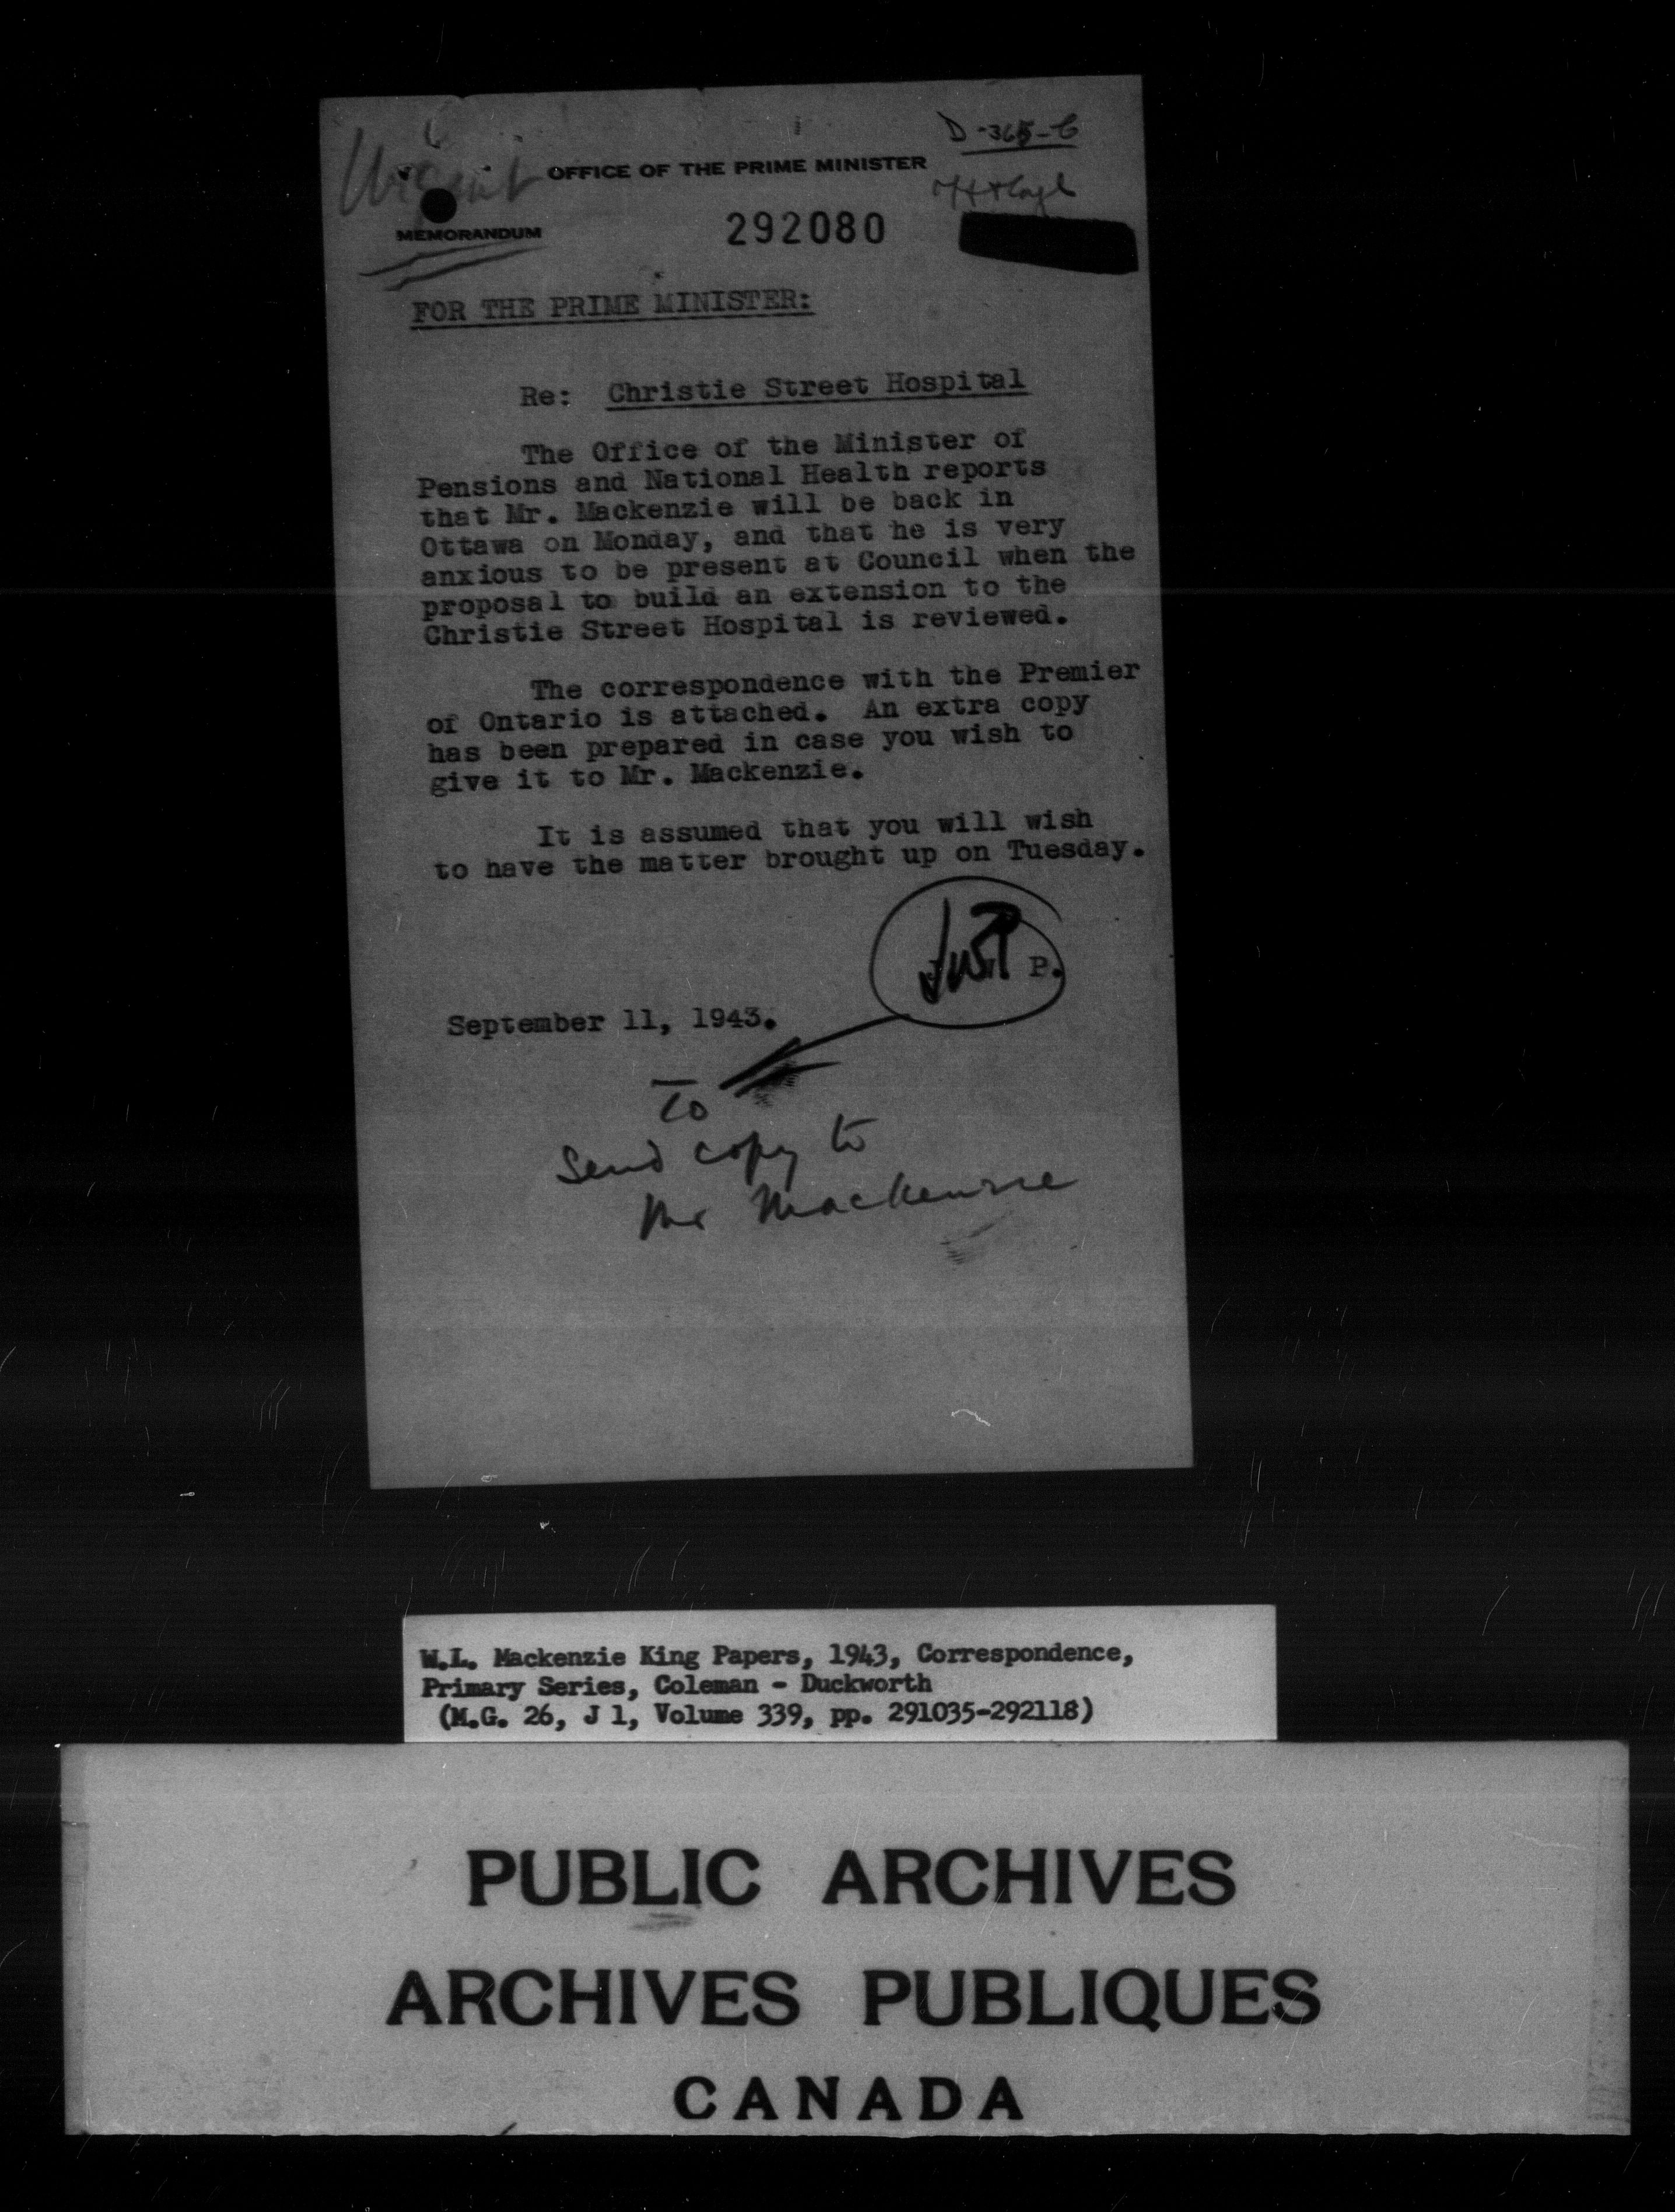 Urgent
D-365-C
OFFICE OF THE PRIME MINISTER
292080
MEMORANDUM
FOR THE PRIME MINISTER:
Re: Christie Street Hospital
The Office of the Minister of
Pensions and National Health reports
that Mr. Mackenzie will be back in
Ottawa on Monday, and that he is very
anxious to be present at Council when the
proposal to build an extension to the
Christie Street Hospital is reviewed.
The correspondence with the Premier
of Ontario is attached. An extra copy
has been prepared in case you wish to
give it to Mr. Mackenzie.
It is assumed that you will wish
to have the matter brought up on Tuesday.
P.
September 11, 1943.
To
Send copy to
Mr Mackenzie
W.L. Mackenzie King Papers, 1943, Correspondence,
Primary Series, Coleman - Duckworth
(M.G. 26, J 1, Volume 339, pp. 291035-292118)
PUBLIC ARCHIVES
ARCHIVES PUBLIQUES
CANADA